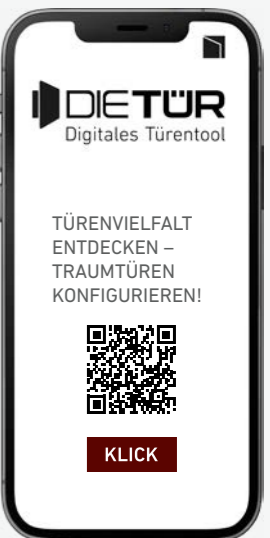 DIETÜR
Digitales Türentool
TÜRENVIELFALT
ENTDECKEN –
TRAUMTÜREN
KONFIGURIEREN!
KLICK